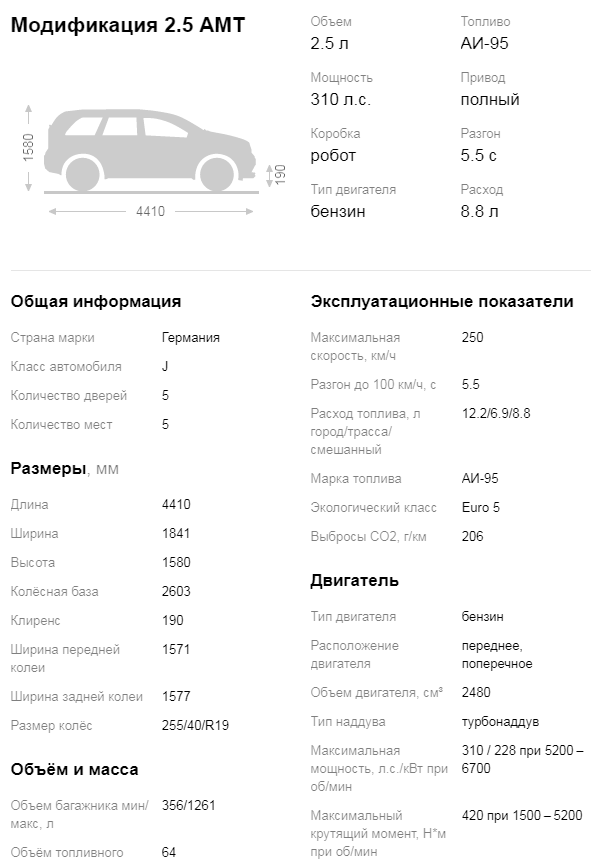 Модификация 2.5 AMT
1580
190
4410
Объем
2.5 л
Топливо
АИ-95
Мощность
310 л.с.
Привод
полный
Коробка
робот
Разгон
5.5 с
Тип двигателя
бензин
Расход
8.8 л
Общая информация
Страна марки Германия
Класс автомобиля J
Количество дверей 5
Количество мест 5
Размеры, мм
Длина 4410
Ширина 1841
Высота 1580
Колёсная база 2603
Клиренс 190
Ширина передней 1571
колеи
Ширина задней колеи 1577
Размер колёс 255/40/R19
Объём и масса
Объем багажника мин/ 356/1261
макс, л
Объём топливного 64
Эксплуатационные показатели
Максимальная 250
скорость, км/ч
Разгон до 100 км/ч, с 5.5
Расход топлива, л 12.2/6.9/8.8
город/трасса/
смешанный
Марка топлива АИ-95
Экологический класс Euro 5
Выбросы CO2, г/км 206
Двигатель
Тип двигателя бензин
Расположение переднее,
двигателя поперечное
Объем двигателя, см³ 2480
Тип наддува турбонаддув
Максимальная 310 / 228 при 5200 –
мощность, л.с./кВт при 6700
об/мин
Максимальный 420 при 1500 – 5200
крутящий момент, Н*м
при об/мин